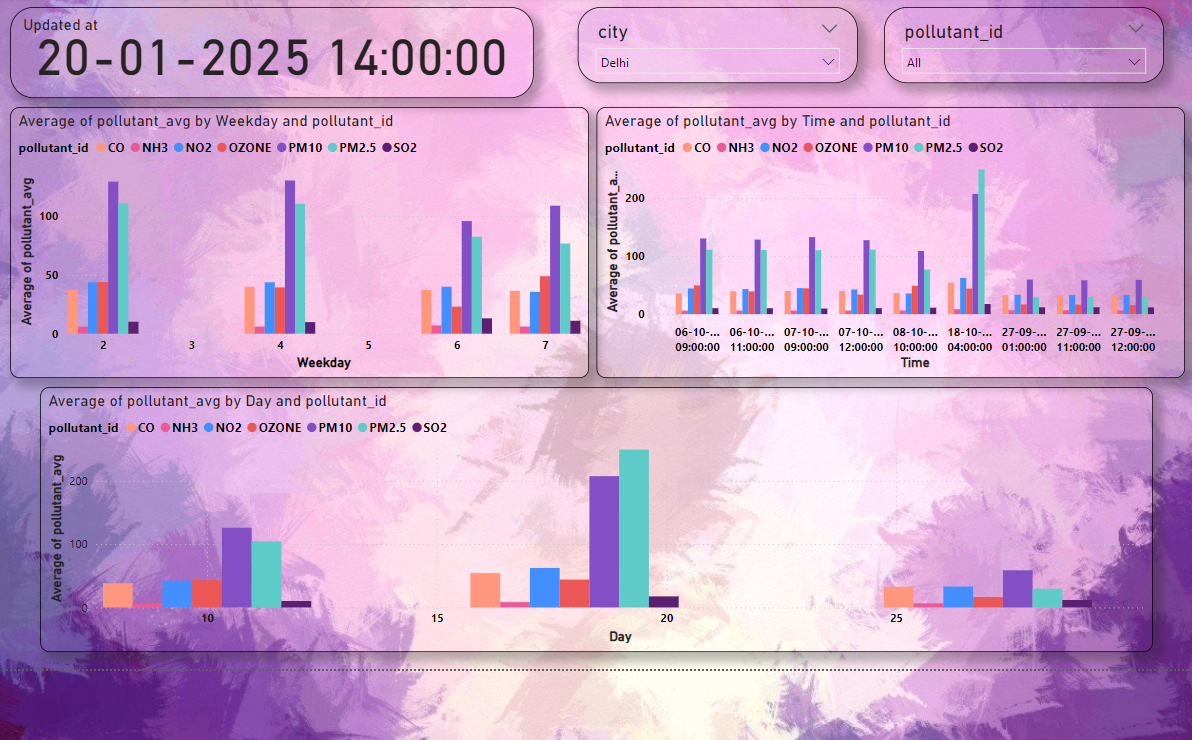 Updated at
20-01-2025 14:00:00
city
Delhi
pollutant_id
All
Average of pollutant_avg by Weekday and pollutant_id
pollutant_id CO NH3 NO2 OZONE PM10 PM2.5 SO2
Average of pollutant_avg
100
50
0
2 3 4 5 6 7
Weekday
Average of pollutant_avg by Time and pollutant_id
pollutant_id CO NH3 NO2 OZONE PM10 PM2.5 SO2
Average of pollutant_a...
200
100
0
06-10-... 06-10-... 07-10-... 07-10-... 08-10-... 18-10-... 27-09-... 27-09-... 27-09-...
09:00:00 11:00:00 09:00:00 12:00:00 10:00:00 04:00:00 01:00:00 11:00:00 12:00:00
Time
Average of pollutant_avg by Day and pollutant_id
pollutant_id CO NH3 NO2 OZONE PM10 PM2.5 SO2
Average of pollutant_avg
200
100
0
10 15 20 25
Day